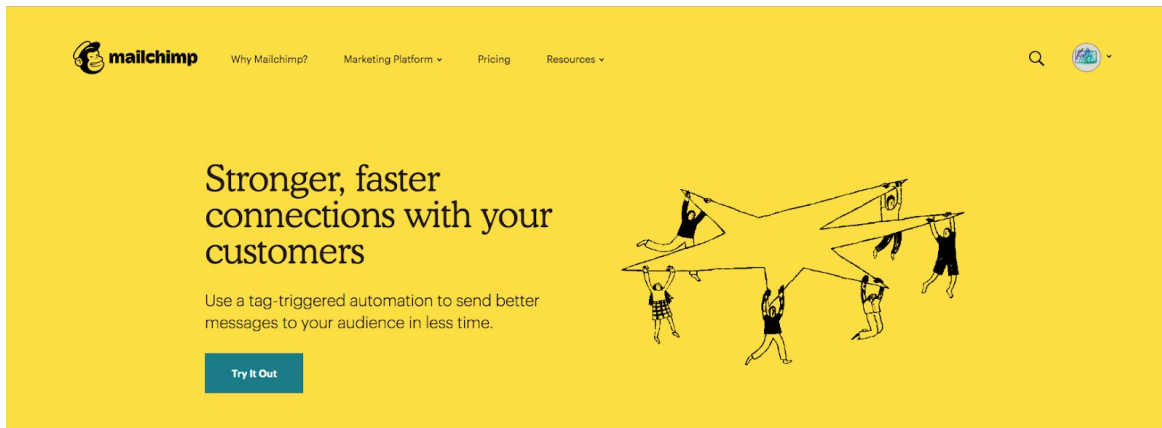 mailchimp
Why Mailchimp?
Marketing Platform
Pricing
Resources
Stronger, faster
connections with your
customers
Use a tag-triggered automation to send better
messages to your audience in less time.
Try It Out